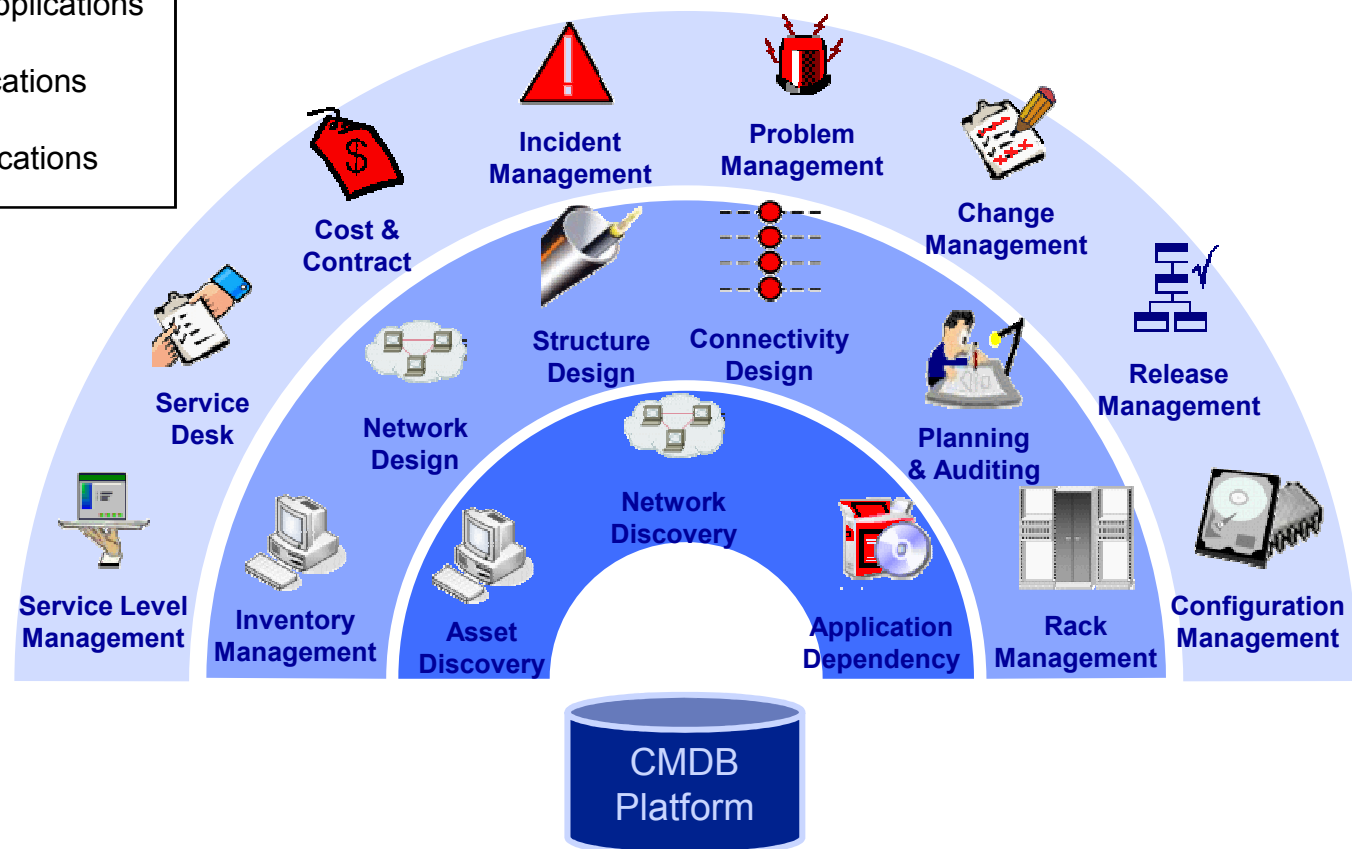 pplications
cations
ications
Incident
Management
Problem
Management
Cost &
Contract
Change
Management
Service
Desk
Release
Management
Service Level
Management
Configuration
Management
Structure
Design
Connectivity
Design
Network
Design
Planning
& Auditing
Inventory
Management
Rack
Management
Network
Discovery
Asset
Discovery
Application
Dependency
CMDB
Platform
$